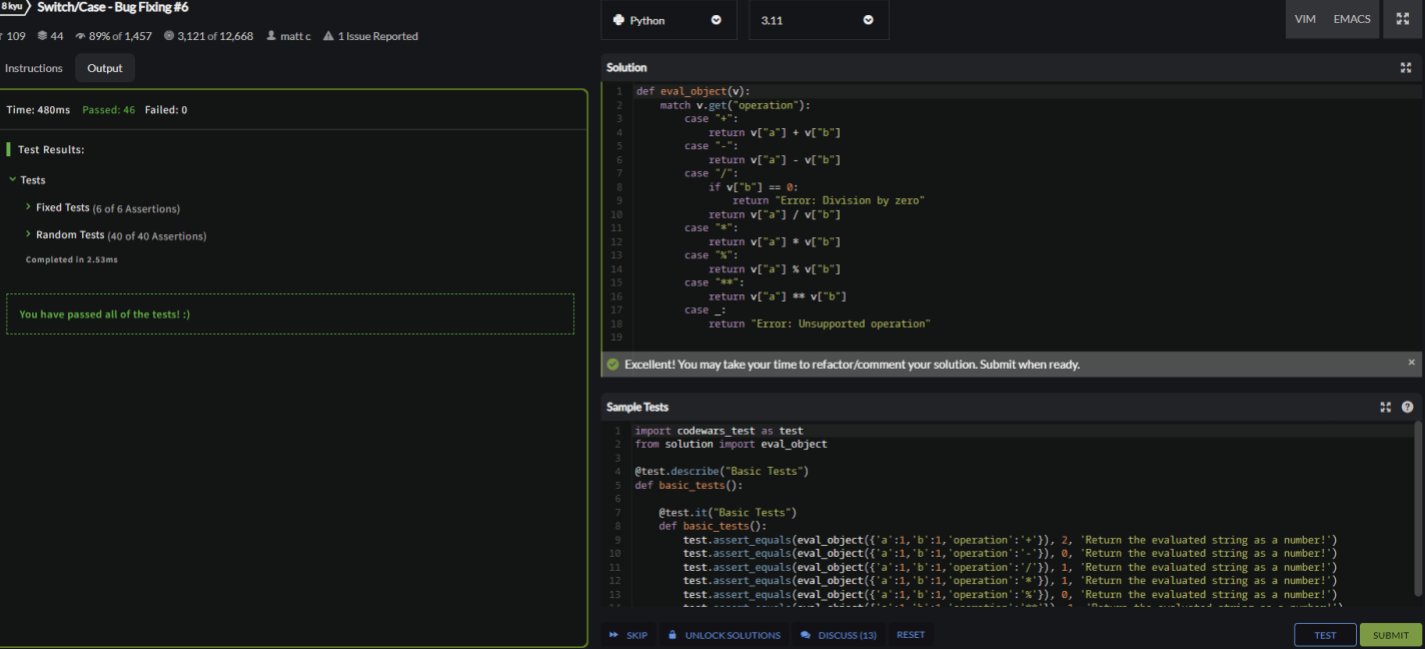 8 kyu Switch/Case - Bug Fixing #6
109 44 89% of 1,457 3,121 of 12,668 matt c 1 Issue Reported
Instructions Output
Time: 480ms Passed: 46 Failed: 0
Test Results:
Tests
Fixed Tests (6 of 6 Assertions)
Random Tests (40 of 40 Assertions)
Completed in 2.53ms
You have passed all of the tests! :)
Python 3.11 VIM EMACS
Solution
1 def eval_object(v):
2 match v.get("operation"):
3 case "+":
4 return v["a"] + v["b"]
5 case "-":
6 return v["a"] - v["b"]
7 case "/":
8 if v["b"] == 0:
9 return "Error: Division by zero"
10 return v["a"] / v["b"]
11 case "*":
12 return v["a"] * v["b"]
13 case "%":
14 return v["a"] % v["b"]
15 case "**":
16 return v["a"] ** v["b"]
17 case _:
18 return "Error: Unsupported operation"
19
Excellent! You may take your time to refactor/comment your solution. Submit when ready. ×
Sample Tests
1 import codewars_test as test
2 from solution import eval_object
3
4 @test.describe("Basic Tests")
5 def basic_tests():
6
7 @test.it("Basic Tests")
8 def basic_tests():
9 test.assert_equals(eval_object({'a':1,'b':1,'operation':'+'}), 2, 'Return the evaluated string as a number!')
10 test.assert_equals(eval_object({'a':1,'b':1,'operation':'-'}), 0, 'Return the evaluated string as a number!')
11 test.assert_equals(eval_object({'a':1,'b':1,'operation':'/'}), 1, 'Return the evaluated string as a number!')
12 test.assert_equals(eval_object({'a':1,'b':1,'operation':'*'}), 1, 'Return the evaluated string as a number!')
13 test.assert_equals(eval_object({'a':1,'b':1,'operation':'%'}), 0, 'Return the evaluated string as a number!')
SKIP UNLOCK SOLUTIONS DISCUSS (13) RESET TEST SUBMIT